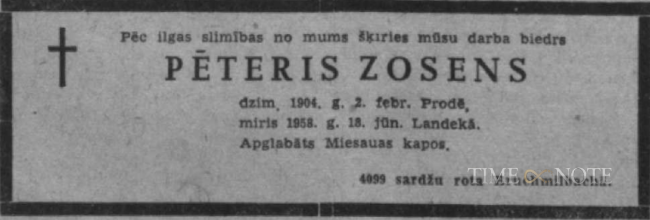 Pēc ilgas slimības no mums šķiries mūsu darba biedrs
PĒTERIS ZOSENS
dzim. 1904. g. 2. febr. Prodē,
miris 1958. g. 18. jūn. Landekā.
Apglabāts Miesauas kapos.
4099 sardžu rota
TIME NOTE